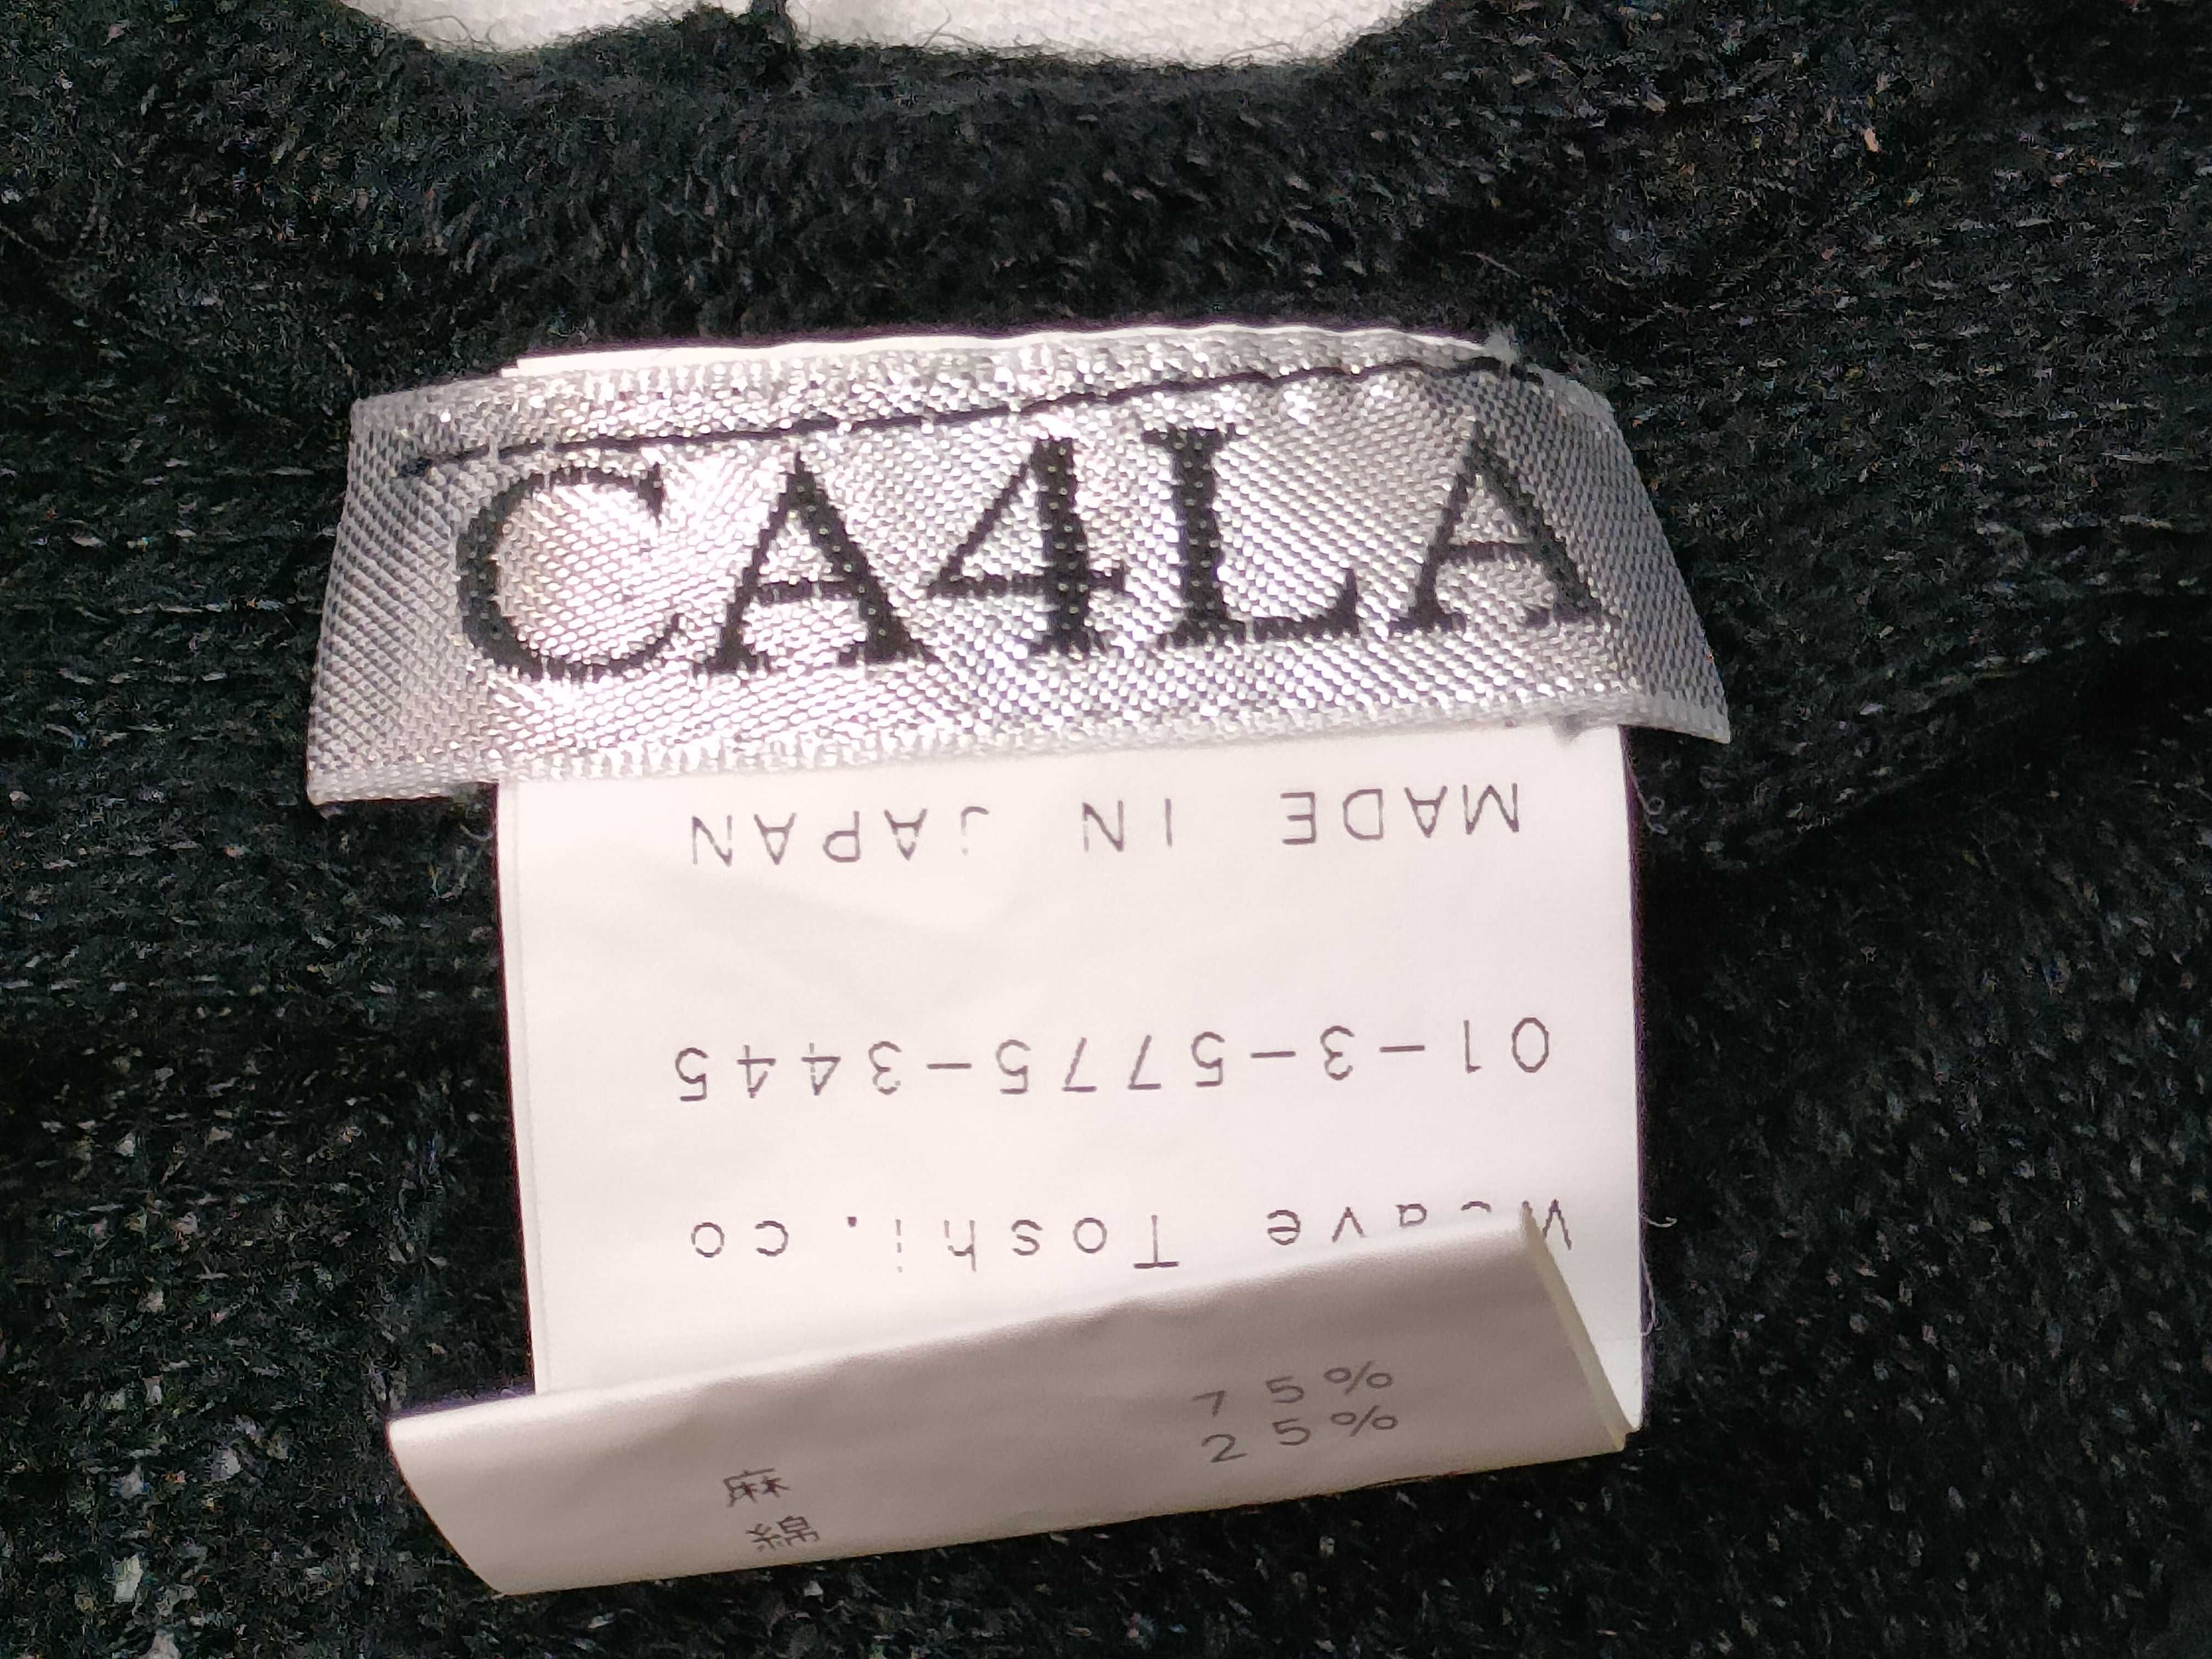 CA4LA
Weave Toshi.co
01-3-5775-3445
MADE IN JAPAN
麻 75%
綿 25%